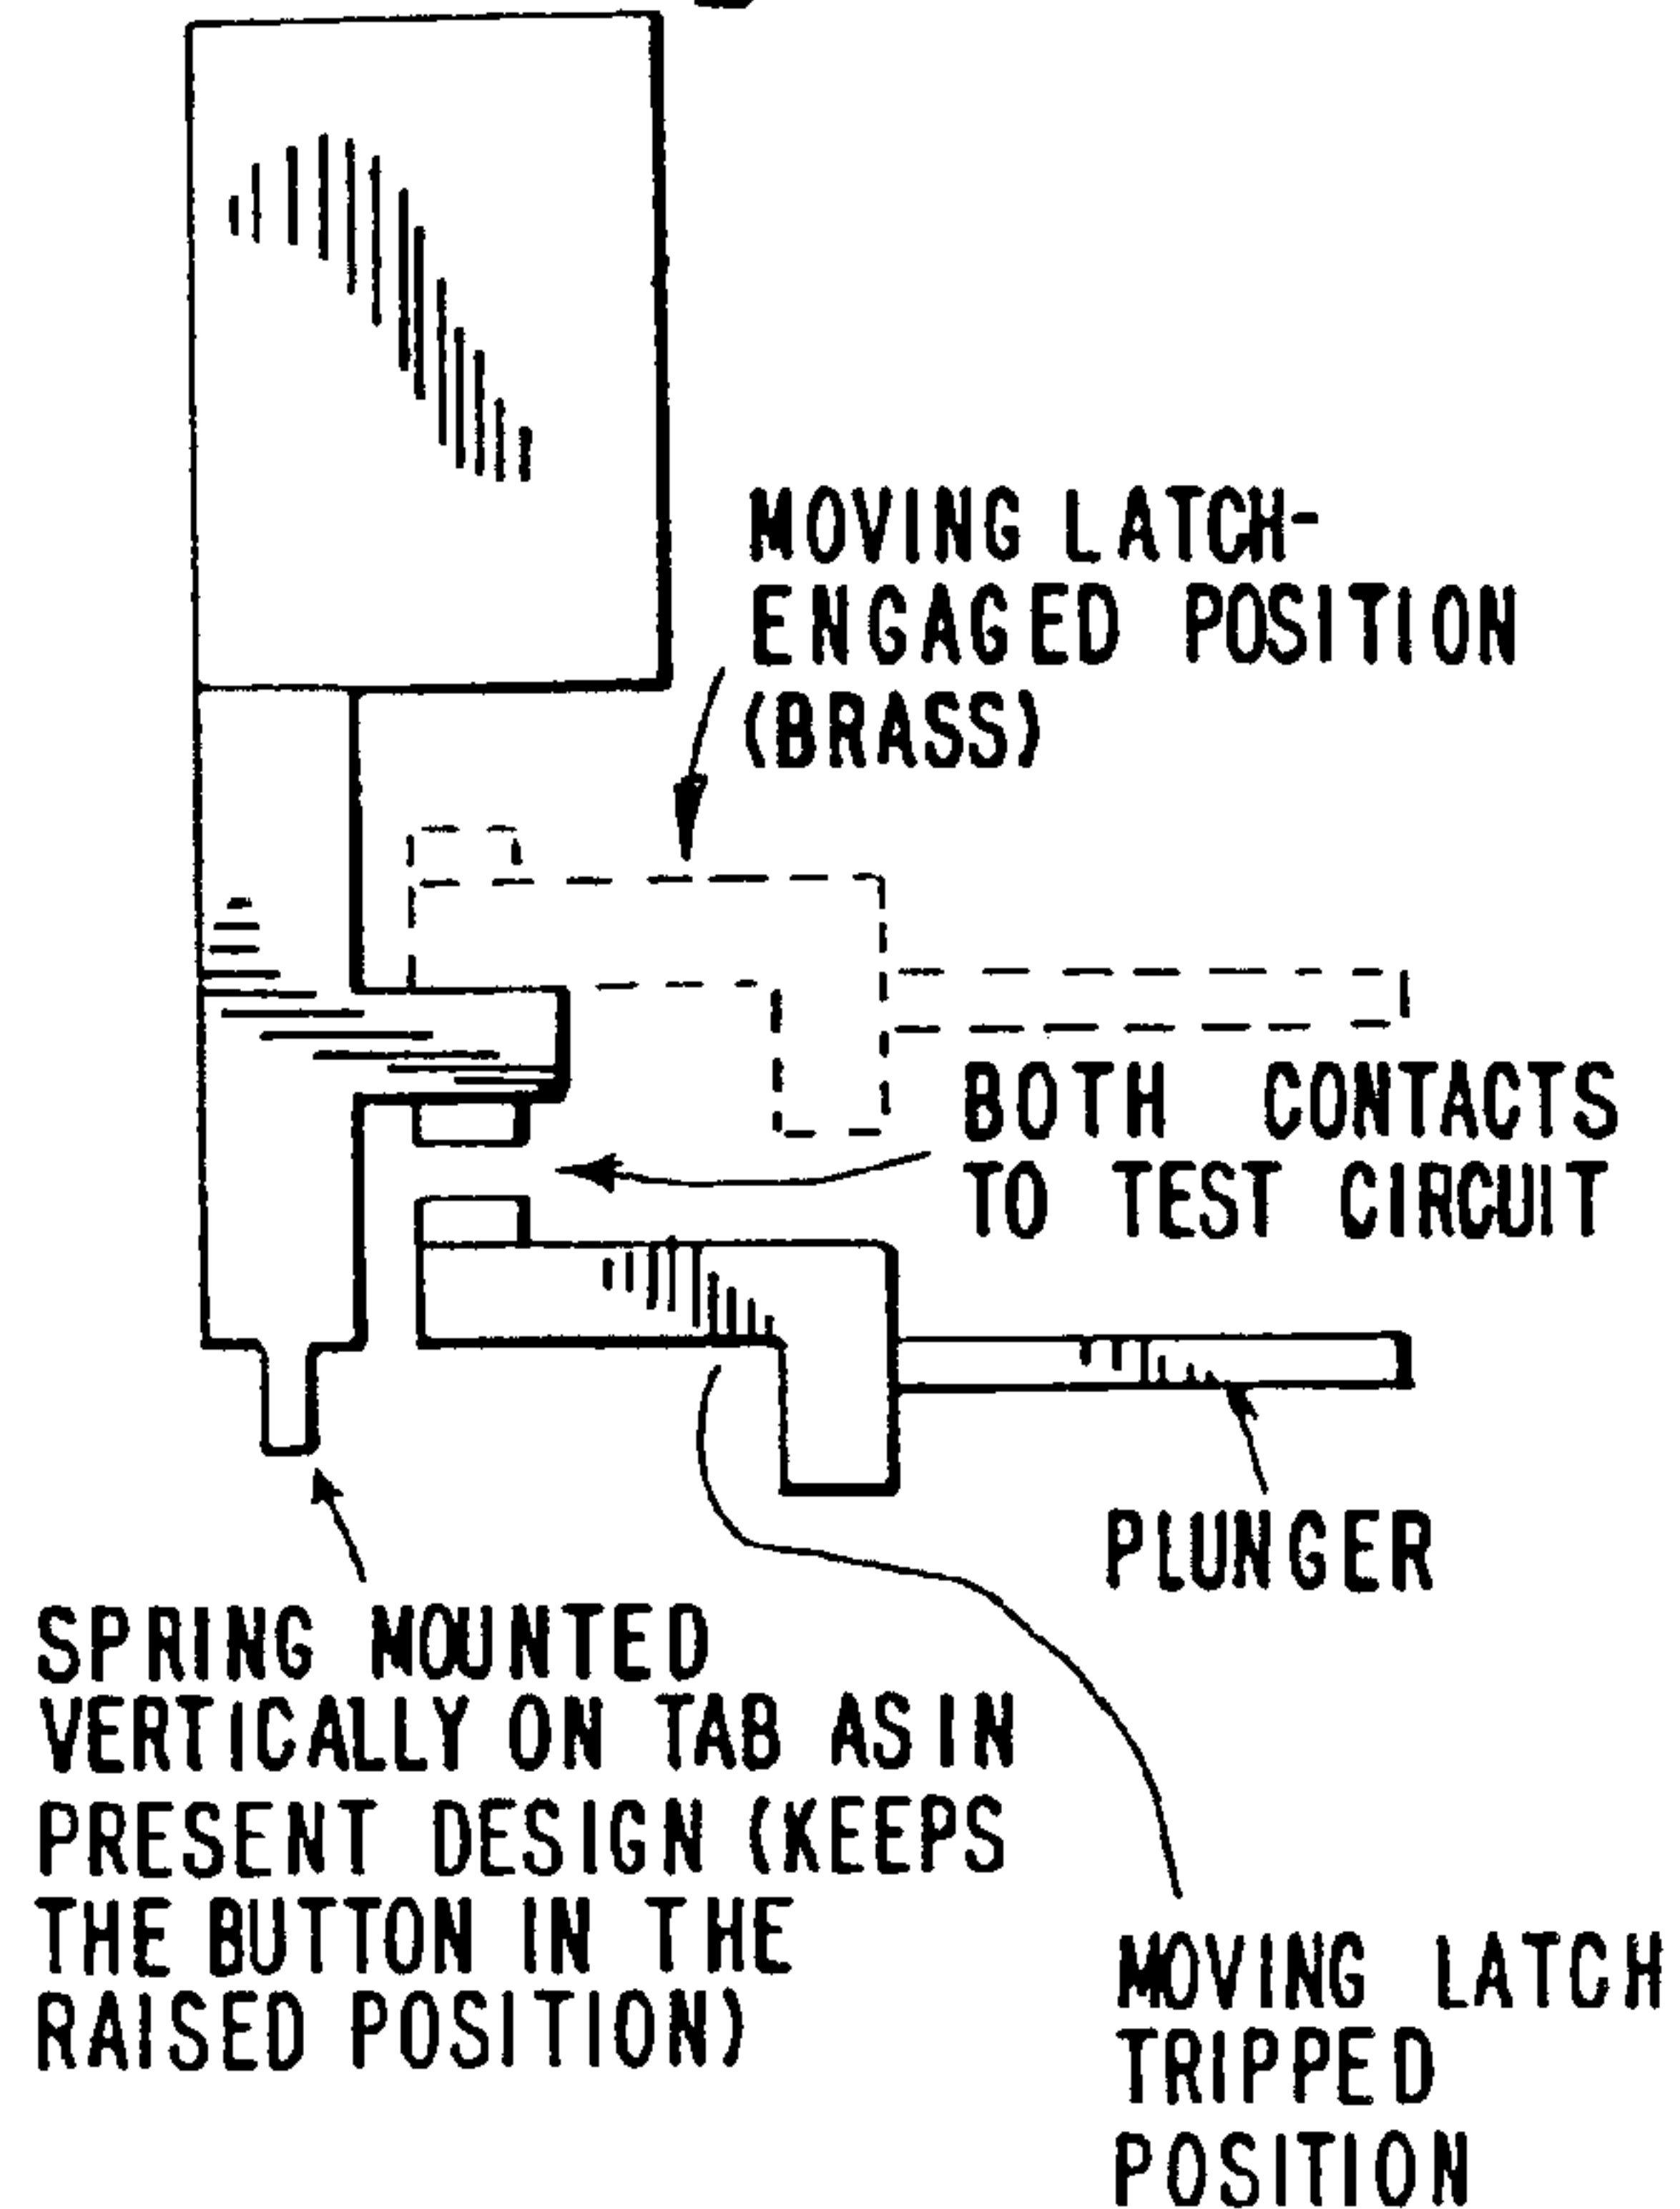 MOVING LATCH-
ENGAGED POSITION
(BRASS)
BOTH CONTACTS
TO TEST CIRCUIT
PLUNGER
SPRING MOUNTED
VERTICALLY ON TAB AS IN
PRESENT DESIGN (KEEPS
THE BUTTON IN THE
RAISED POSITION)
MOVING LATCH
TRIPPED
POSITION